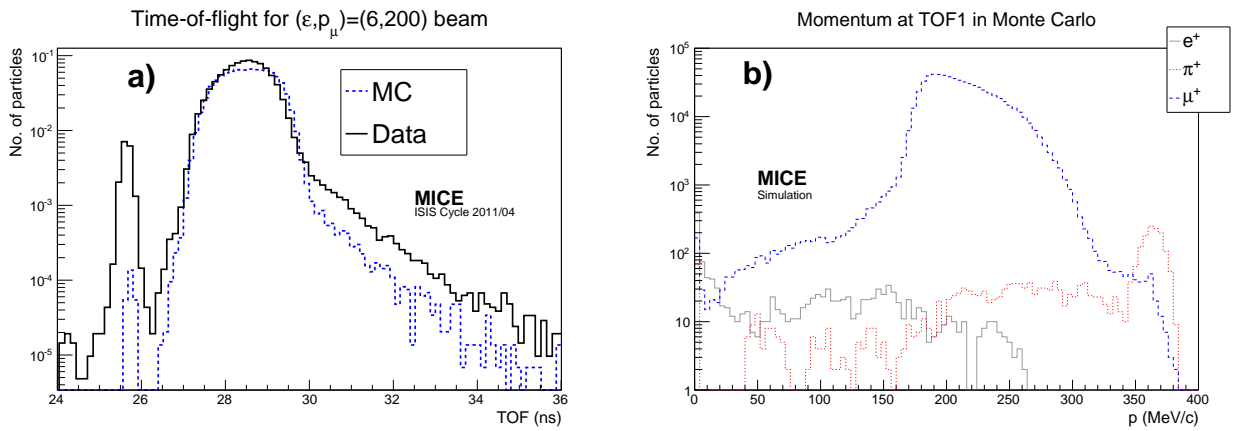 Time-of-flight for (ε,pμ)=(6,200) beam
No. of particles
10⁻¹
10⁻²
10⁻³
10⁻⁴
10⁻⁵
a)
MC
Data
MICE
ISIS Cycle 2011/04
24 26 28 30 32 34 36
TOF (ns)
Momentum at TOF1 in Monte Carlo
No. of particles
10⁵
10⁴
10³
10²
10
1
b)
e⁺
π⁺
μ⁺
MICE
Simulation
0 50 100 150 200 250 300 350 400
p (MeV/c)